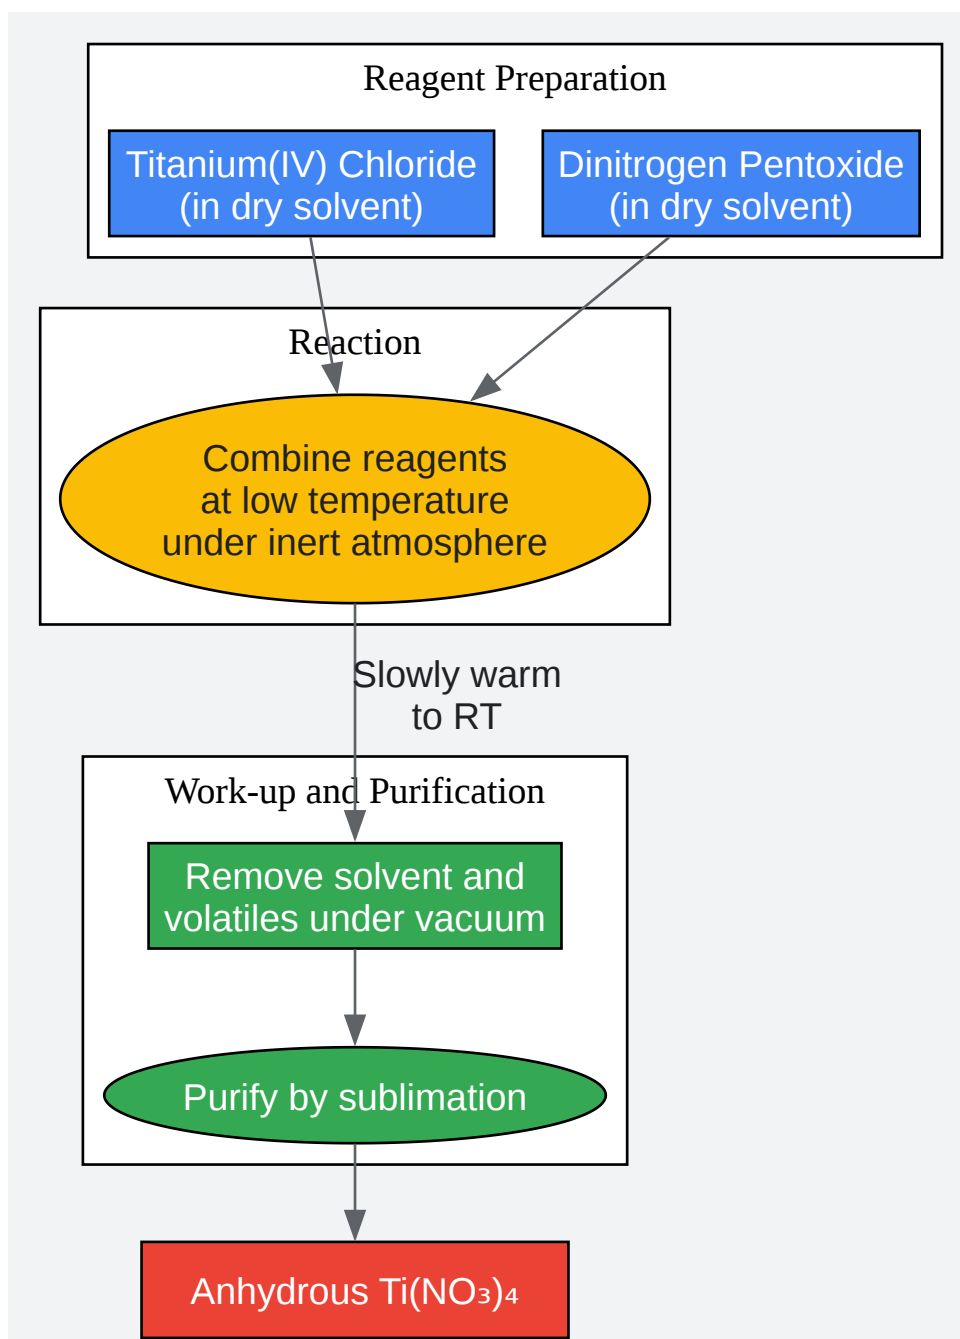 Reagent Preparation
Titanium(IV) Chloride
(in dry solvent)
Dinitrogen Pentoxide
(in dry solvent)
Reaction
Combine reagents
at low temperature
under inert atmosphere
Slowly warm
to RT
Work-up and Purification
Remove solvent and
volatiles under vacuum
Purify by sublimation
Anhydrous Ti(NO₃)₄